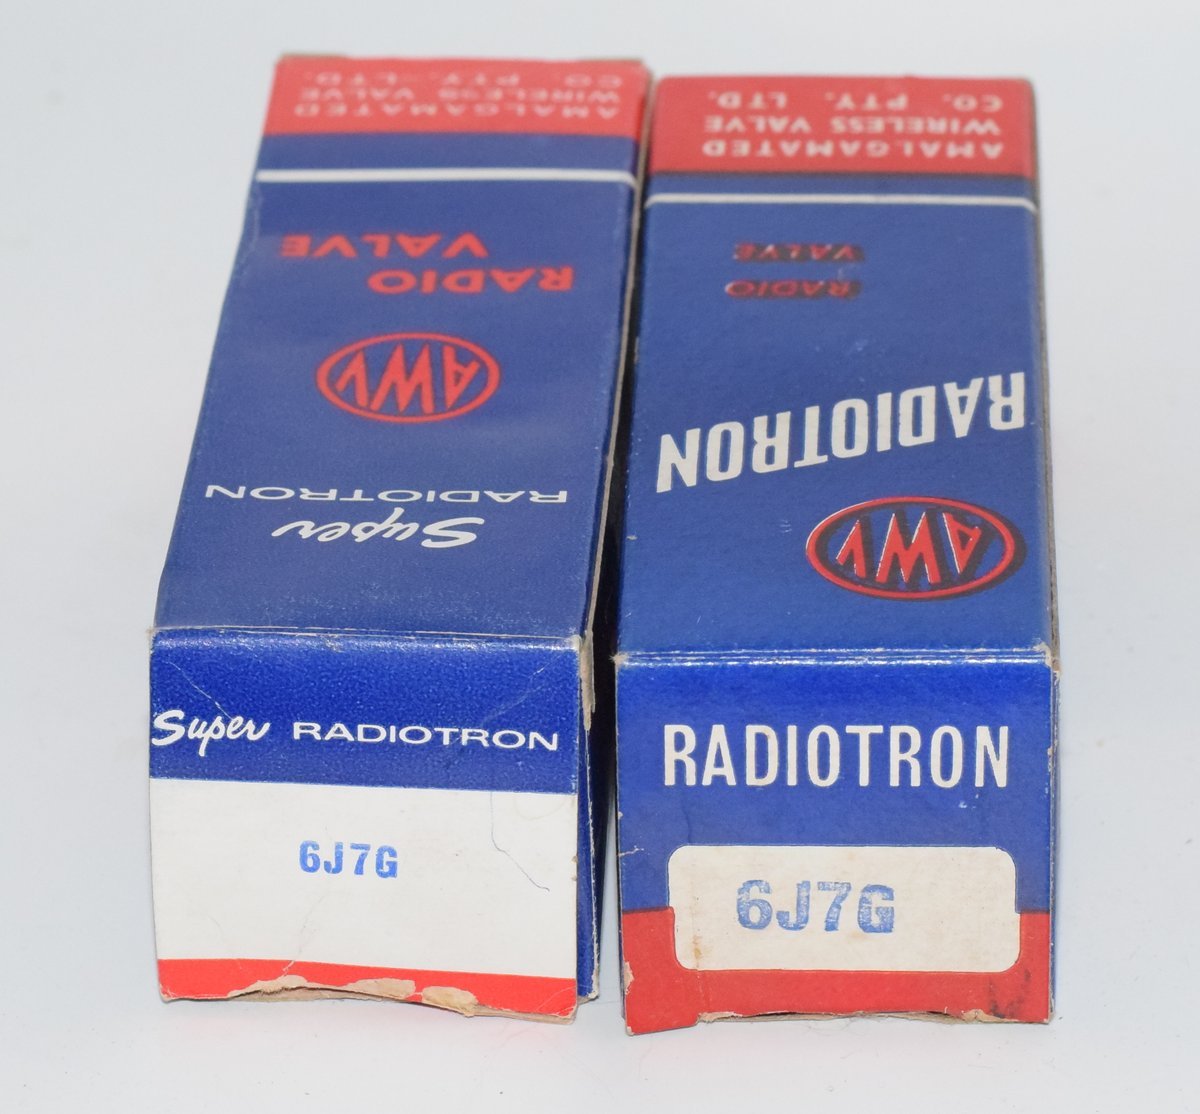 AMALGAMATED
WIRELESS VALVE
CO. PTY. LTD.
RADIO
VALVE
AWV
Super
RADIOTRON
Super RADIOTRON
6J7G
AMALGAMATED
WIRELESS VALVE
CO. PTY. LTD.
RADIO
VALVE
RADIOTRON
AWV
RADIOTRON
6J7G